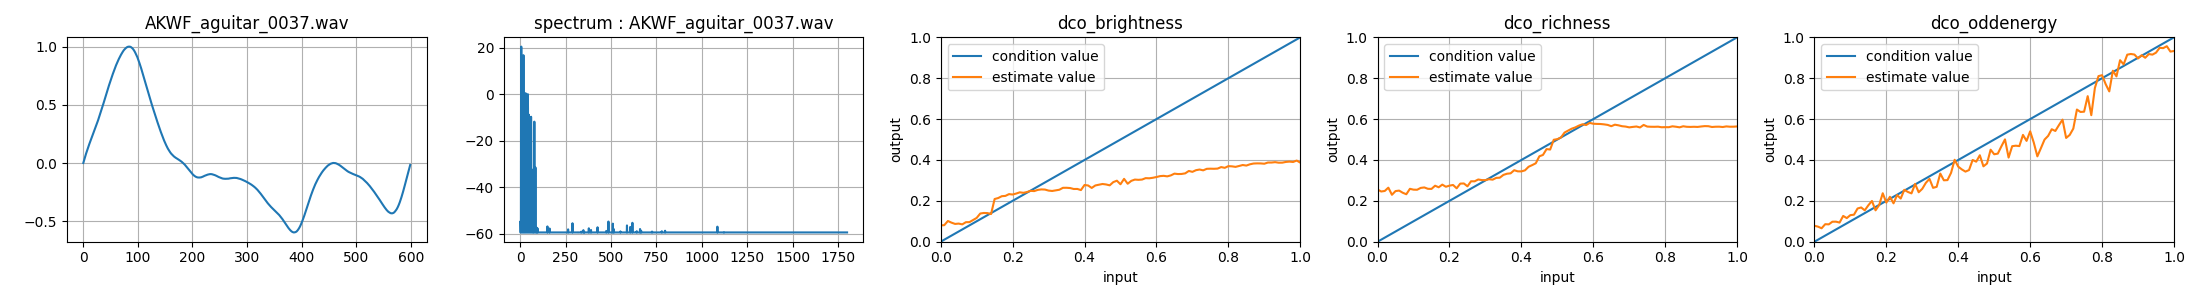 AKWF_aguitar_0037.wav
1.0
0.5
0.0
−0.5
0 100 200 300 400 500 600
spectrum : AKWF_aguitar_0037.wav
20
0
−20
−40
−60
0 250 500 750 1000 1250 1500 1750
dco_brightness
condition value
estimate value
output
1.0
0.8
0.6
0.4
0.2
0.0
0.0 0.2 0.4 0.6 0.8 1.0
input
dco_richness
condition value
estimate value
output
1.0
0.8
0.6
0.4
0.2
0.0
0.0 0.2 0.4 0.6 0.8 1.0
input
dco_oddenergy
condition value
estimate value
output
1.0
0.8
0.6
0.4
0.2
0.0
0.0 0.2 0.4 0.6 0.8 1.0
input